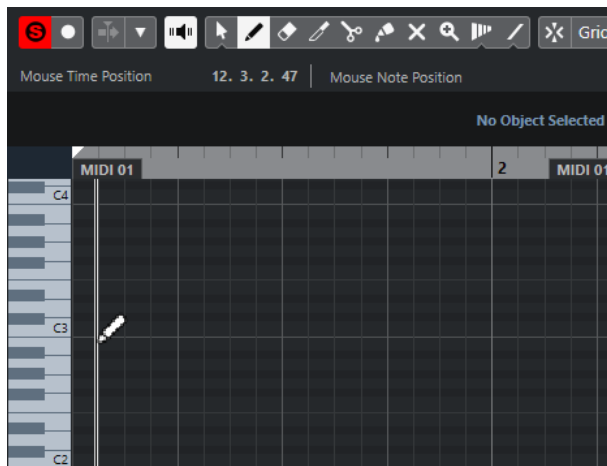 S
Grid
Mouse Time Position 12. 3. 2. 47 Mouse Note Position
No Object Selected
2
MIDI 01 MIDI 01
C4
C3
C2